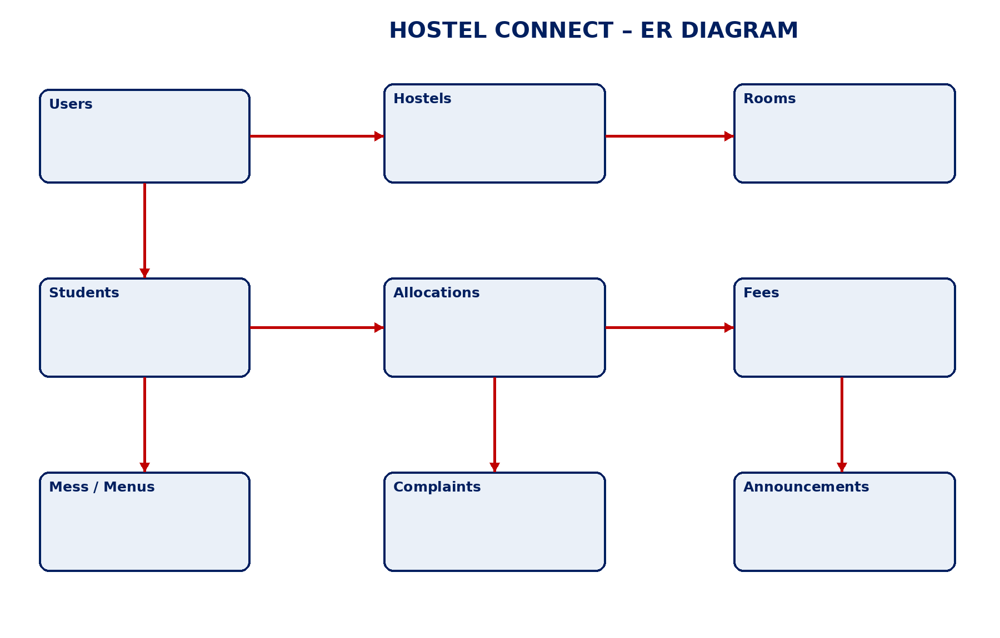 HOSTEL CONNECT – ER DIAGRAM
Users
Hostels
Rooms
Students
Allocations
Fees
Mess / Menus
Complaints
Announcements